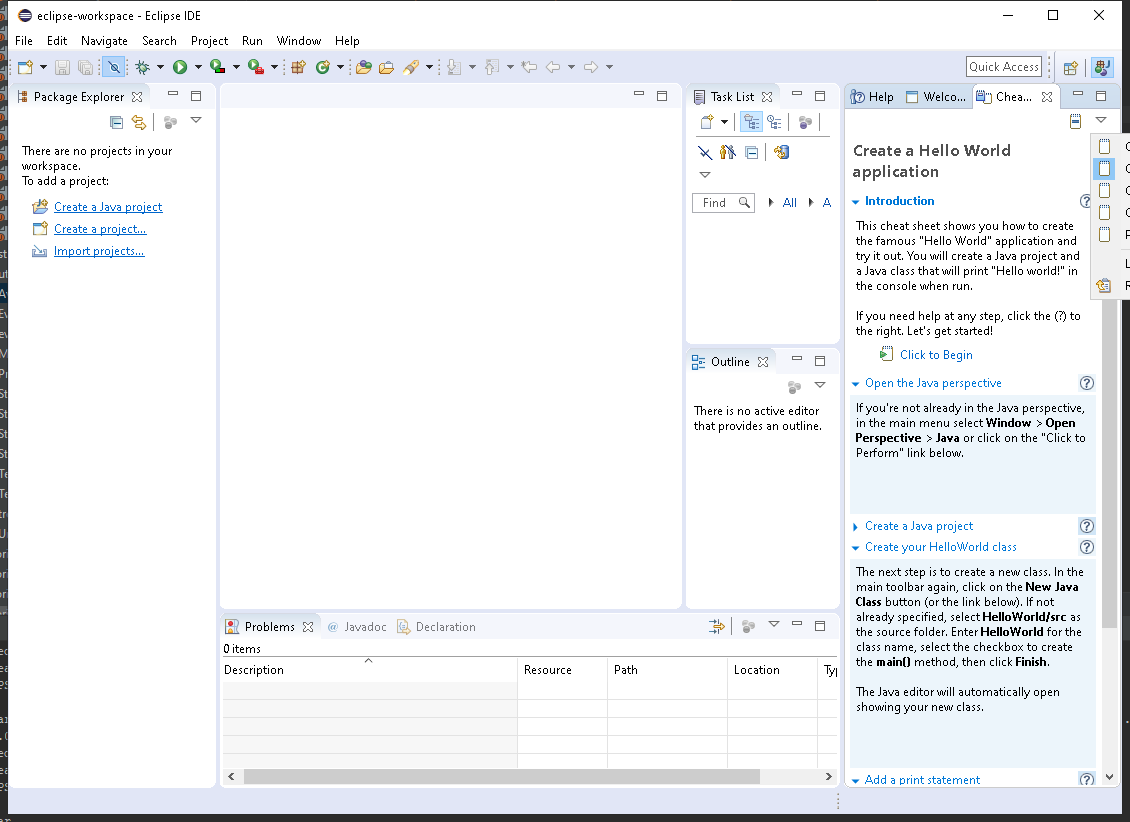 eclipse-workspace - Eclipse IDE
File Edit Navigate Search Project Run Window Help
Quick Access
Package Explorer
There are no projects in your
workspace.
To add a project:
Create a Java project
Create a project...
Import projects...
Task List
Find
All
A
Outline
There is no active editor
that provides an outline.
Problems
@ Javadoc
Declaration
0 items
Description Resource Path Location Typ
Help
Welco...
Chea...
Create a Hello World
application
Introduction
This cheat sheet shows you how to create
the famous "Hello World" application and
try it out. You will create a Java project and
a Java class that will print "Hello world!" in
the console when run.
If you need help at any step, click the (?) to
the right. Let's get started!
Click to Begin
Open the Java perspective
If you're not already in the Java perspective,
in the main menu select Window > Open
Perspective > Java or click on the "Click to
Perform" link below.
Create a Java project
Create your HelloWorld class
The next step is to create a new class. In the
main toolbar again, click on the New Java
Class button (or the link below). If not
already specified, select HelloWorld/src as
the source folder. Enter HelloWorld for the
class name, select the checkbox to create
the main() method, then click Finish.
The Java editor will automatically open
showing your new class.
Add a print statement